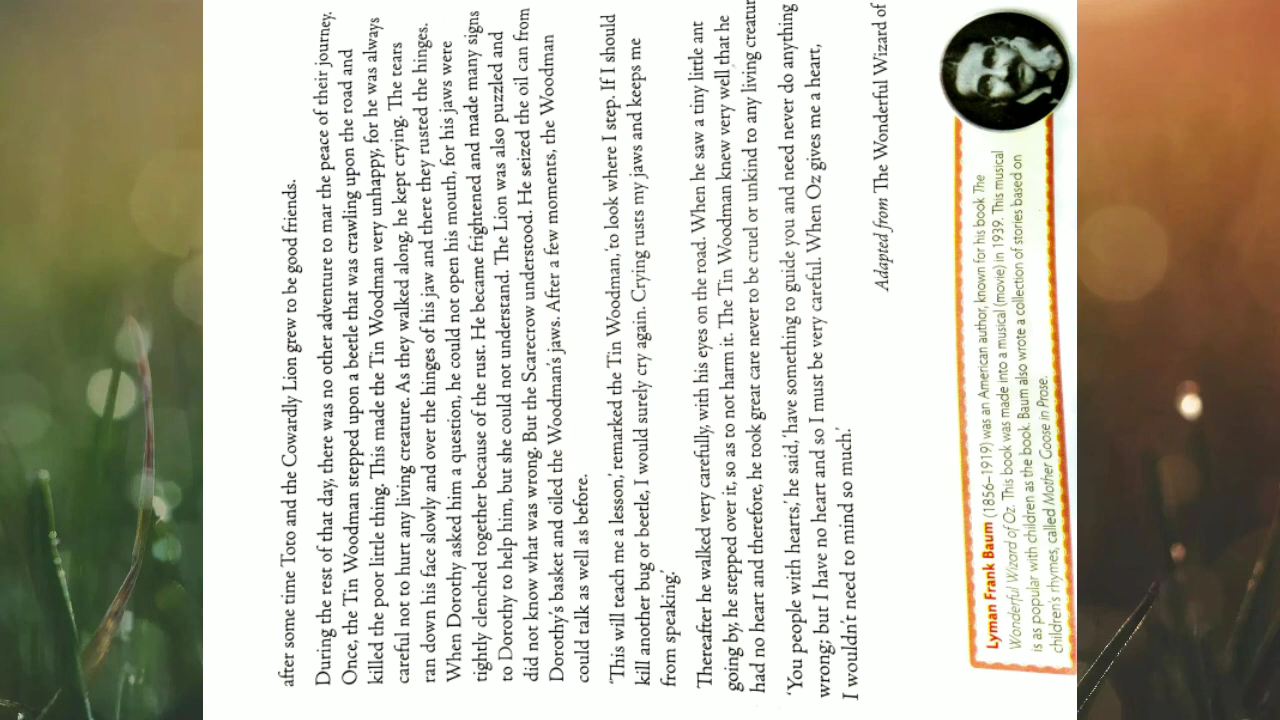 after some time Toto and the Cowardly Lion grew to be good friends.
During the rest of that day, there was no other adventure to mar the peace of their journey.
Once, the Tin Woodman stepped upon a beetle that was crawling upon the road and
killed the poor little thing. This made the Tin Woodman very unhappy, for he was always
careful not to hurt any living creature. As they walked along, he kept crying. The tears
ran down his face slowly and over the hinges of his jaw and there they rusted the hinges.
When Dorothy asked him a question, he could not open his mouth, for his jaws were
tightly clenched together because of the rust. He became frightened and made many signs
to Dorothy to help him, but she could not understand. The Lion was also puzzled and
did not know what was wrong. But the Scarecrow understood. He seized the oil can from
Dorothy's basket and oiled the Woodman's jaws. After a few moments, the Woodman
could talk as well as before.
'This will teach me a lesson,' remarked the Tin Woodman, 'to look where I step. If I should
kill another bug or beetle, I would surely cry again. Crying rusts my jaws and keeps me
from speaking.'
Thereafter he walked very carefully, with his eyes on the road. When he saw a tiny little ant
going by, he stepped over it, so as to not harm it. The Tin Woodman knew very well that he
had no heart and therefore, he took great care never to be cruel or unkind to any living creatur
'You people with hearts,' he said, 'have something to guide you and need never do anything
wrong; but I have no heart and so I must be very careful. When Oz gives me a heart,
I wouldn't need to mind so much.'
Adapted from The Wonderful Wizard of
Lyman Frank Baum (1856–1919) was an American author, known for his book The
Wonderful Wizard of Oz. This book was made into a musical (movie) in 1939. This musical
is as popular with children as the book. Baum also wrote a collection of stories based on
children's rhymes, called Mother Goose in Prose.